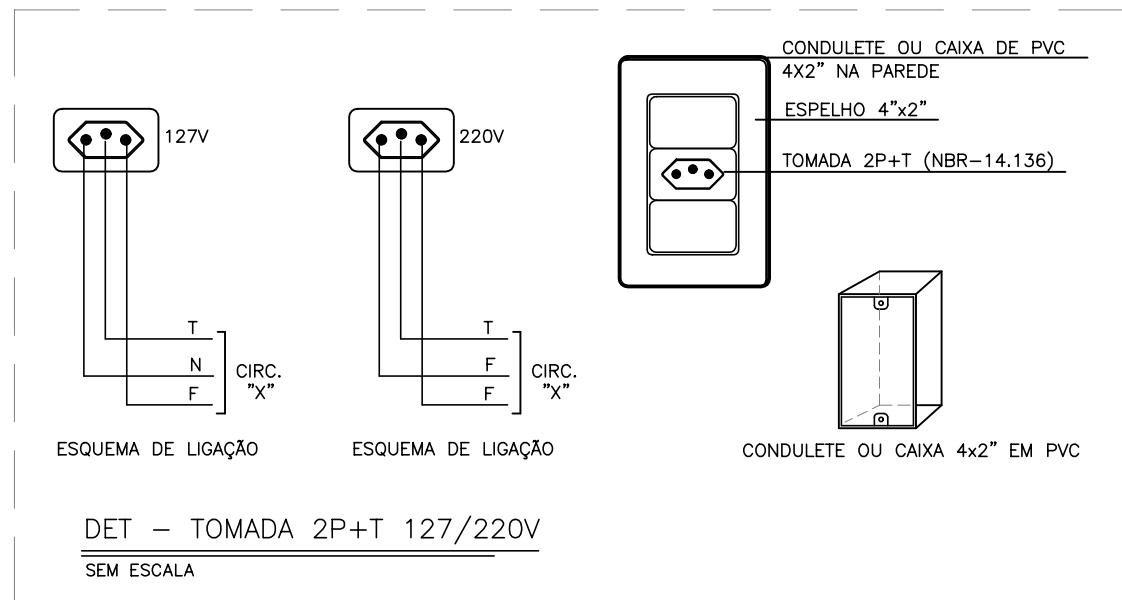 127V
T
N
F
CIRC.
"X"
ESQUEMA DE LIGAÇÃO
220V
T
F
F
CIRC.
"X"
ESQUEMA DE LIGAÇÃO
CONDULETE OU CAIXA DE PVC
4X2" NA PAREDE
ESPELHO 4"x2"
TOMADA 2P+T (NBR-14.136)
CONDULETE OU CAIXA 4x2" EM PVC
DET - TOMADA 2P+T 127/220V
SEM ESCALA